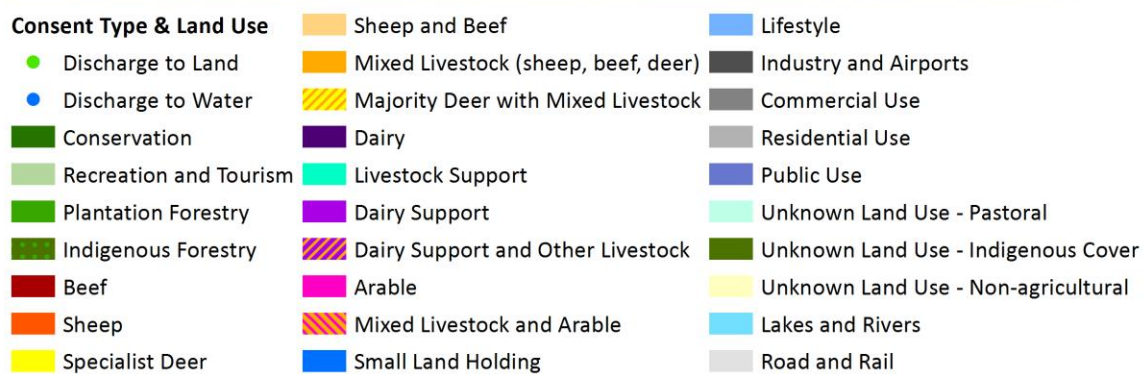 Consent Type & Land Use
Discharge to Land
Discharge to Water
Conservation
Recreation and Tourism
Plantation Forestry
Indigenous Forestry
Beef
Sheep
Specialist Deer
Sheep and Beef
Mixed Livestock (sheep, beef, deer)
Majority Deer with Mixed Livestock
Dairy
Livestock Support
Dairy Support
Dairy Support and Other Livestock
Arable
Mixed Livestock and Arable
Small Land Holding
Lifestyle
Industry and Airports
Commercial Use
Residential Use
Public Use
Unknown Land Use - Pastoral
Unknown Land Use - Indigenous Cover
Unknown Land Use - Non-agricultural
Lakes and Rivers
Road and Rail